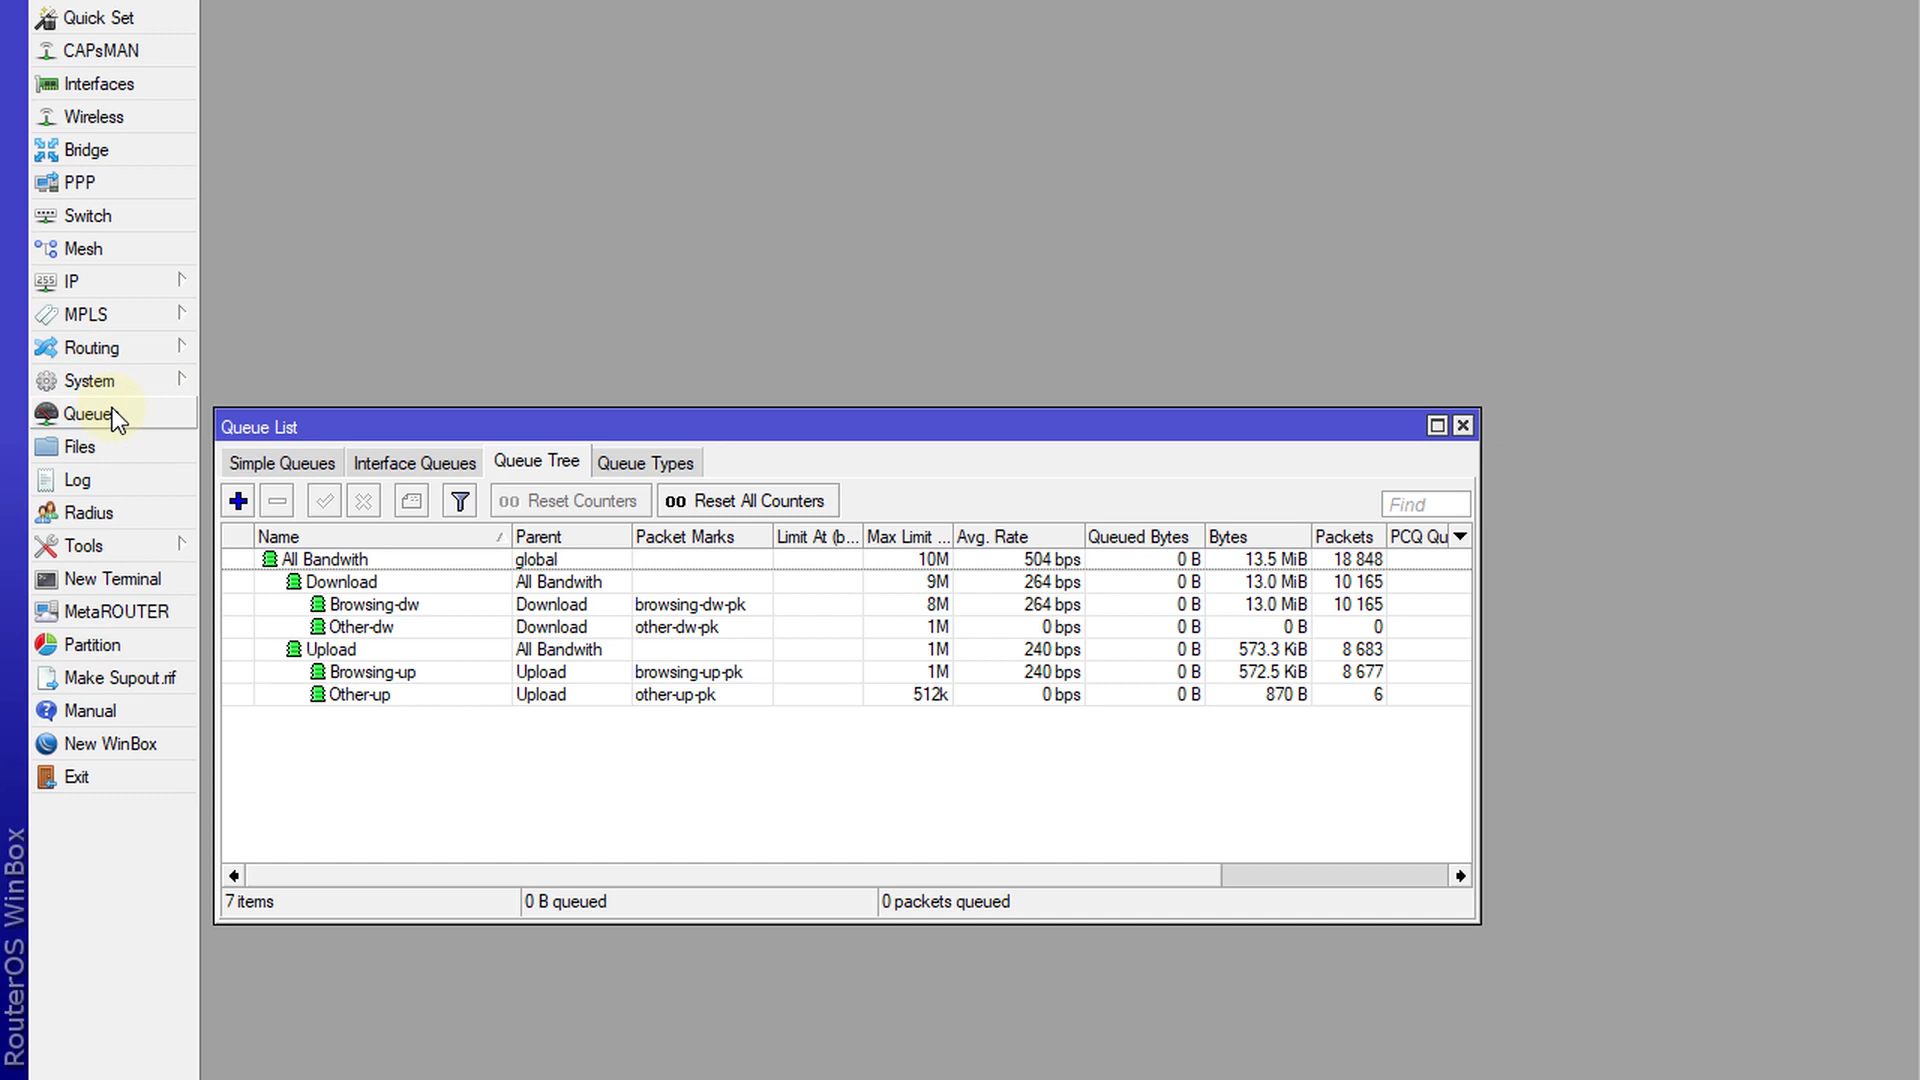 Quick Set
CAPsMAN
Interfaces
Wireless
Bridge
PPP
Switch
Mesh
255 IP
MPLS
Routing
System
Queue
Files
Log
Radius
Tools
New Terminal
MetaROUTER
Partition
Make Supout.rif
Manual
New WinBox
Exit
RouterOS WinBox
Queue List
Simple Queues Interface Queues Queue Tree Queue Types
00 Reset Counters 00 Reset All Counters Find
Name Parent Packet Marks Limit At (b... Max Limit ... Avg. Rate Queued Bytes Bytes Packets PCQ Qu
All Bandwith global 10M 504 bps 0 B 13.5 MiB 18 848
Download All Bandwith 9M 264 bps 0 B 13.0 MiB 10 165
Browsing-dw Download browsing-dw-pk 8M 264 bps 0 B 13.0 MiB 10 165
Other-dw Download other-dw-pk 1M 0 bps 0 B 0 B 0
Upload All Bandwith 1M 240 bps 0 B 573.3 KiB 8 683
Browsing-up Upload browsing-up-pk 1M 240 bps 0 B 572.5 KiB 8 677
Other-up Upload other-up-pk 512k 0 bps 0 B 870 B 6
7 items 0 B queued 0 packets queued